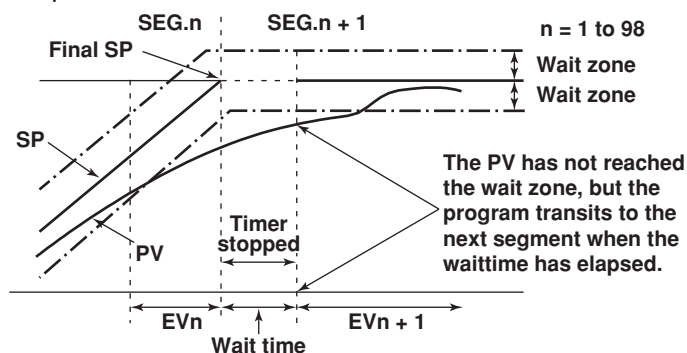 SEG.n
SEG.n + 1
n = 1 to 98
Final SP
Wait zone
Wait zone
SP
The PV has not reached
the wait zone, but the
program transits to the
next segment when the
waittime has elapsed.
Timer
stopped
PV
EVn
EVn + 1
Wait time